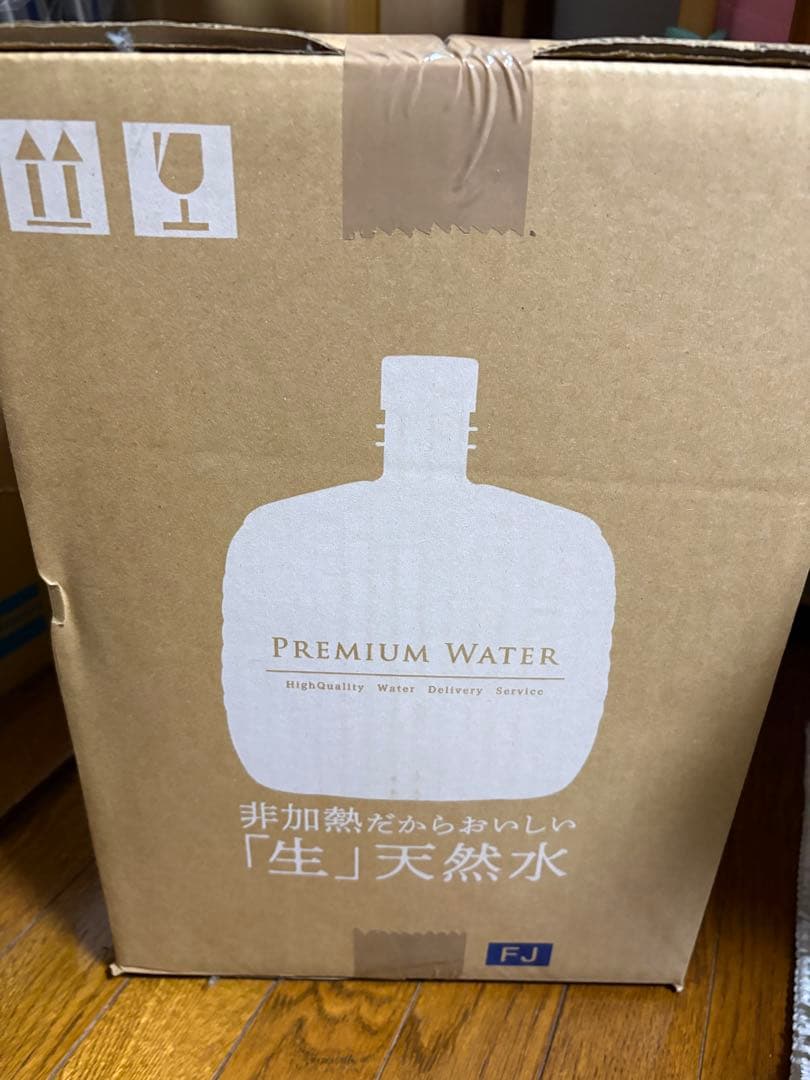 PREMIUM WATER
HighQuality Water Delivery Service
非加熱だからおいしい
「生」天然水
FJ